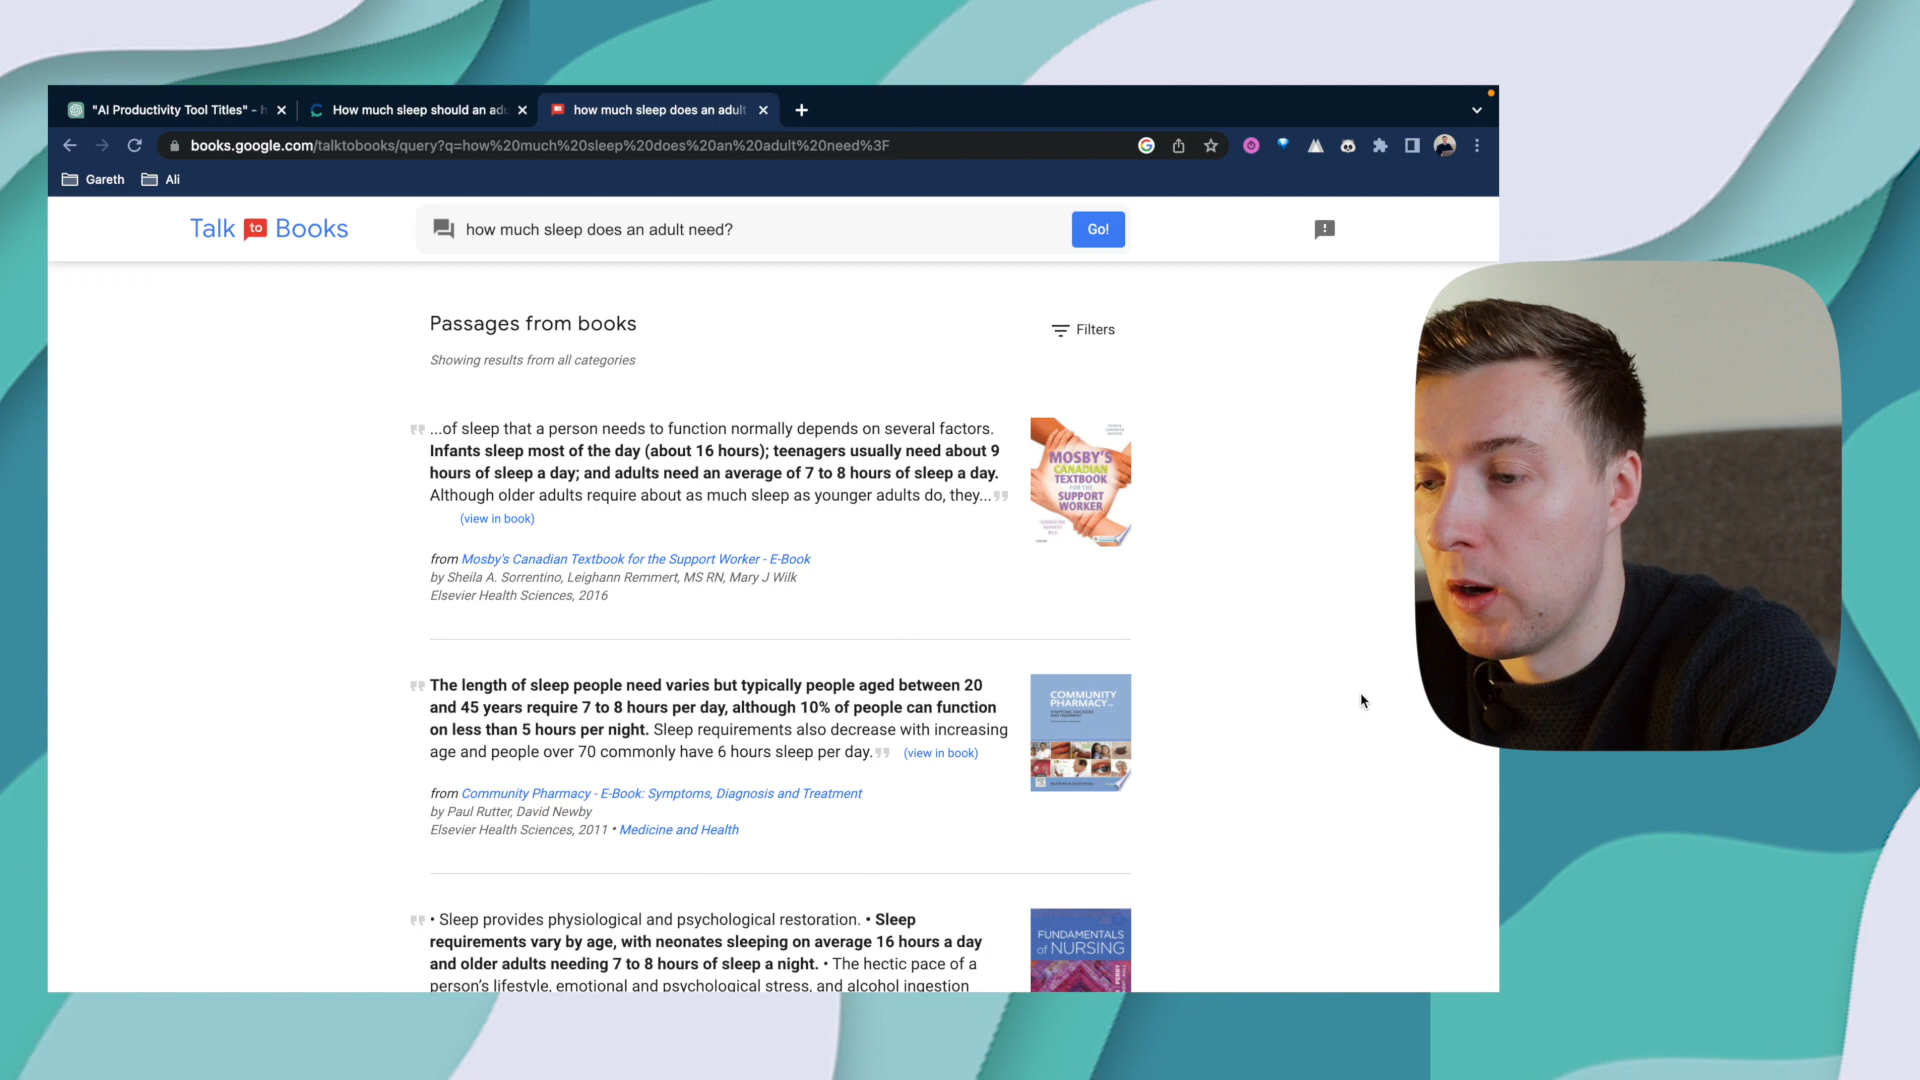 "AI Productivity Tool Titles" - h
How much sleep should an adu
how much sleep does an adult
books.google.com/talktobooks/query?q=how%20much%20sleep%20does%20an%20adult%20need%3F
Gareth
Ali
Talk to Books
how much sleep does an adult need?
Go!
Passages from books
Filters
Showing results from all categories
...of sleep that a person needs to function normally depends on several factors.
Infants sleep most of the day (about 16 hours); teenagers usually need about 9
hours of sleep a day; and adults need an average of 7 to 8 hours of sleep a day.
Although older adults require about as much sleep as younger adults do, they...
(view in book)
from Mosby's Canadian Textbook for the Support Worker - E-Book
by Sheila A. Sorrentino, Leighann Remmert, MS RN, Mary J Wilk
Elsevier Health Sciences, 2016
MOSBY'S
CANADIAN
TEXTBOOK
FOR THE
SUPPORT
WORKER
The length of sleep people need varies but typically people aged between 20
and 45 years require 7 to 8 hours per day, although 10% of people can function
on less than 5 hours per night. Sleep requirements also decrease with increasing
age and people over 70 commonly have 6 hours sleep per day. (view in book)
from Community Pharmacy - E-Book: Symptoms, Diagnosis and Treatment
by Paul Rutter, David Newby
Elsevier Health Sciences, 2011 • Medicine and Health
COMMUNITY
PHARMACY
• Sleep provides physiological and psychological restoration. • Sleep
requirements vary by age, with neonates sleeping on average 16 hours a day
and older adults needing 7 to 8 hours of sleep a night. • The hectic pace of a
person's lifestyle, emotional and psychological stress, and alcohol ingestion
FUNDAMENTALS
of NURSING